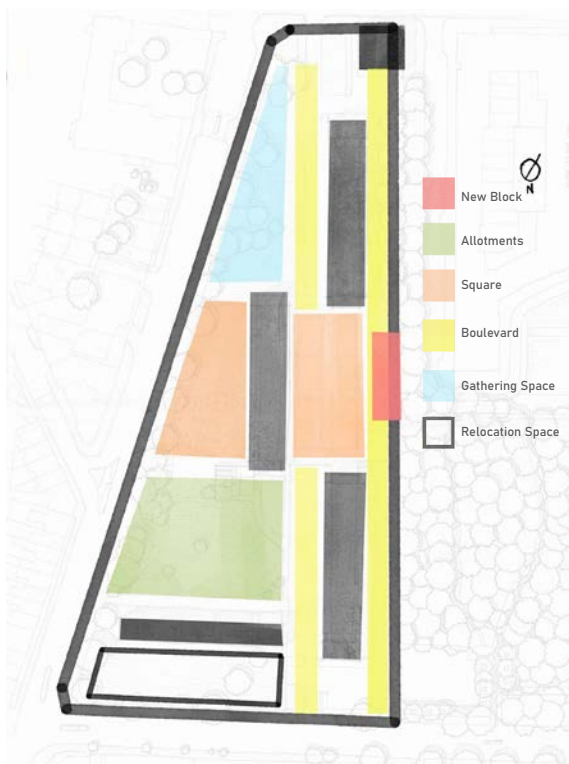 N
New Block
Allotments
Square
Boulevard
Gathering Space
Relocation Space